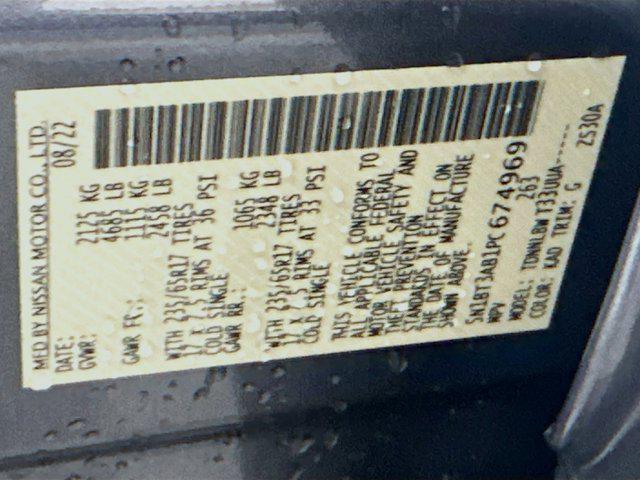 MFD BY NISSAN MOTOR CO., LTD.
DATE: 08/22
GVWR: 2125 KG
4685 LB
GAWR FR.: 1115 KG
2458 LB
WITH 235/65R17 TIRES
17 X 7.5 RIMS AT 36 PSI
COLD SINGLE
GAWR RR.: 1065 KG
2348 LB
WITH 235/65R17 TIRES
17 X 7.5 RIMS AT 33 PSI
COLD SINGLE
THIS VEHICLE CONFORMS TO
ALL APPLICABLE FEDERAL
MOTOR VEHICLE SAFETY AND
THEFT PREVENTION
STANDARDS IN EFFECT ON
THE DATE OF MANUFACTURE
SHOWN ABOVE.
5N1BT3AB1PC674969
MPV 263
MODEL: TDNNLBW T33UUA-----
COLOR: KAD TRIM: G 2530A